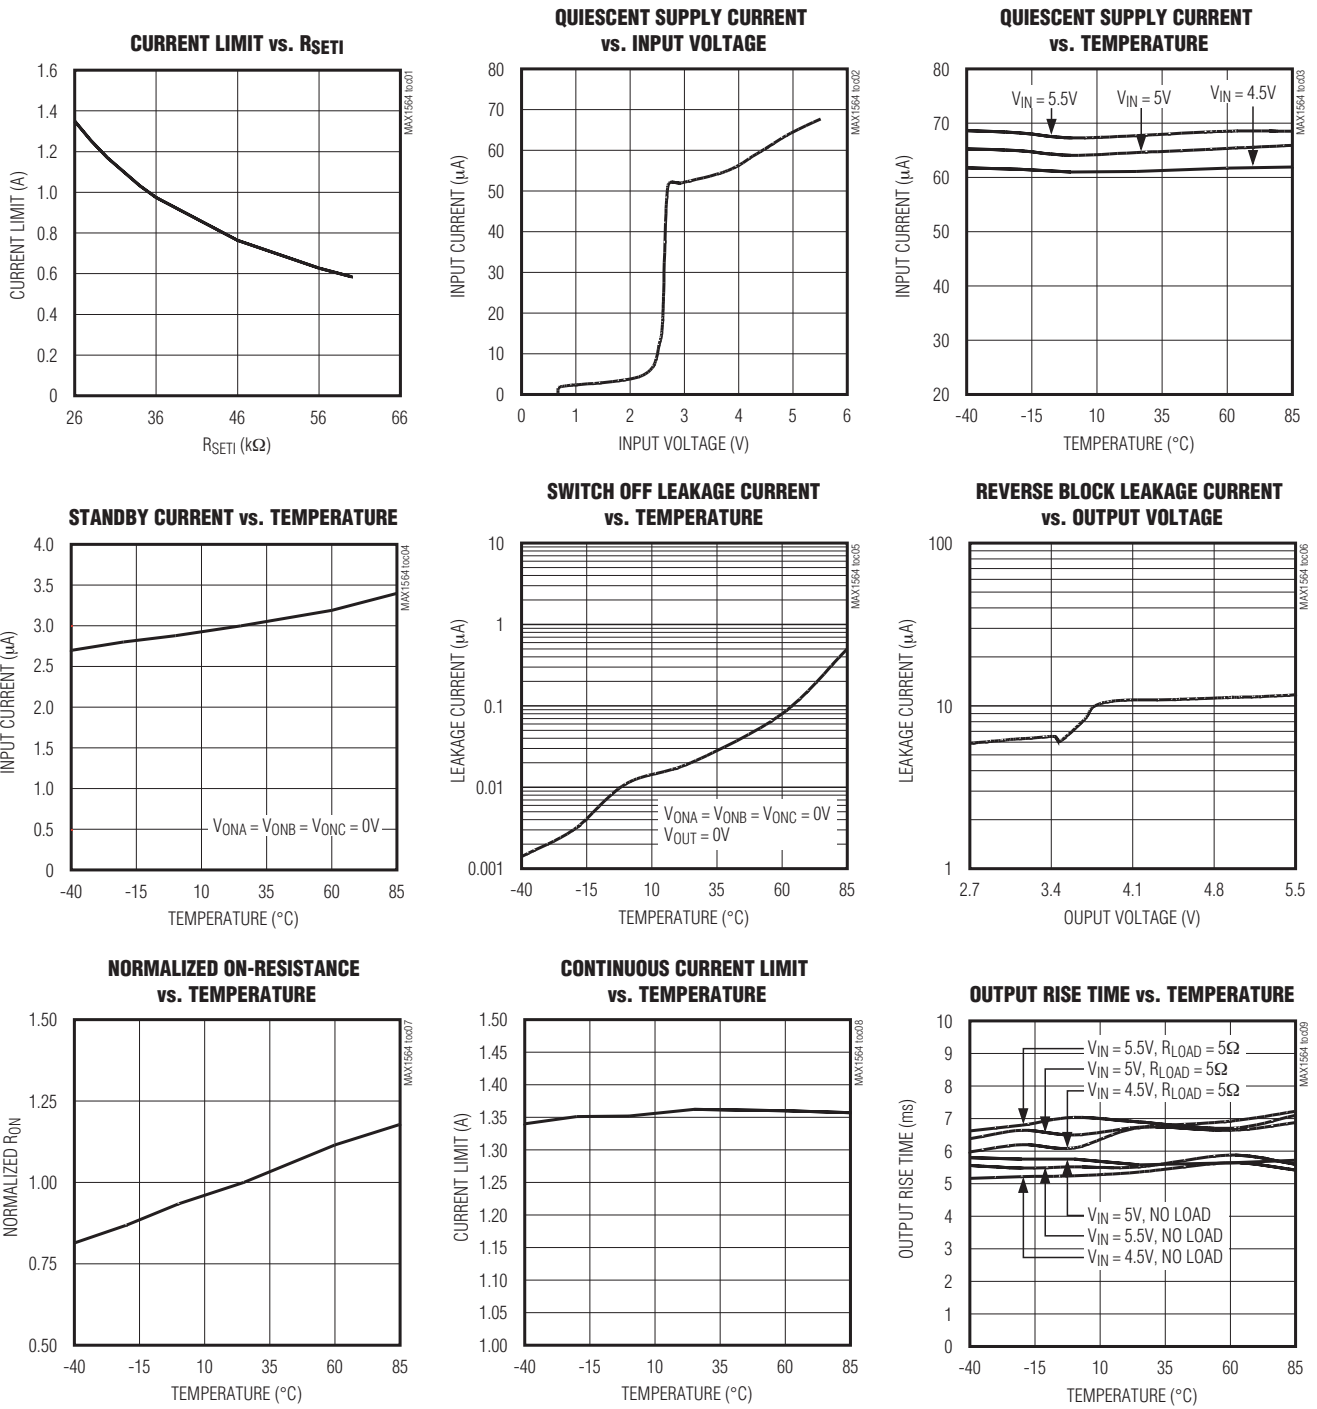 CURRENT LIMIT vs. RSETI
MAX1564 toc01
CURRENT LIMIT (A)
1.6
1.4
1.2
1.0
0.8
0.6
0.4
0.2
0
26 36 46 56 66
RSETI (kΩ)
QUIESCENT SUPPLY CURRENT
vs. INPUT VOLTAGE
MAX1564 toc02
INPUT CURRENT (µA)
80
70
60
50
40
30
20
10
0
0 1 2 3 4 5 6
INPUT VOLTAGE (V)
QUIESCENT SUPPLY CURRENT
vs. TEMPERATURE
MAX1564 toc03
INPUT CURRENT (µA)
80
70
60
50
40
30
20
VIN = 5.5V VIN = 5V VIN = 4.5V
-40 -15 10 35 60 85
TEMPERATURE (°C)
STANDBY CURRENT vs. TEMPERATURE
MAX1564 toc04
INPUT CURRENT (µA)
4.0
3.5
3.0
2.5
2.0
1.5
1.0
0.5
0
VONA = VONB = VONC = 0V
-40 -15 10 35 60 85
TEMPERATURE (°C)
SWITCH OFF LEAKAGE CURRENT
vs. TEMPERATURE
MAX1564 toc05
LEAKAGE CURRENT (µA)
10
1
0.1
0.01
0.001
VONA = VONB = VONC = 0V
VOUT = 0V
-40 -15 10 35 60 85
TEMPERATURE (°C)
REVERSE BLOCK LEAKAGE CURRENT
vs. OUTPUT VOLTAGE
MAX1564 toc06
LEAKAGE CURRENT (µA)
100
10
1
2.7 3.4 4.1 4.8 5.5
OUPUT VOLTAGE (V)
NORMALIZED ON-RESISTANCE
vs. TEMPERATURE
MAX1564 toc07
NORMALIZED RON
1.50
1.25
1.00
0.75
0.50
-40 -15 10 35 60 85
TEMPERATURE (°C)
CONTINUOUS CURRENT LIMIT
vs. TEMPERATURE
MAX1564 toc08
CURRENT LIMIT (A)
1.50
1.45
1.40
1.35
1.30
1.25
1.20
1.15
1.10
1.05
1.00
-40 -15 10 35 60 85
TEMPERATURE (°C)
OUTPUT RISE TIME vs. TEMPERATURE
MAX1564 toc09
OUTPUT RISE TIME (ms)
10
9
8
7
6
5
4
3
2
1
0
VIN = 5.5V, RLOAD = 5Ω
VIN = 5V, RLOAD = 5Ω
VIN = 4.5V, RLOAD = 5Ω
VIN = 5V, NO LOAD
VIN = 5.5V, NO LOAD
VIN = 4.5V, NO LOAD
-40 -15 10 35 60 85
TEMPERATURE (°C)